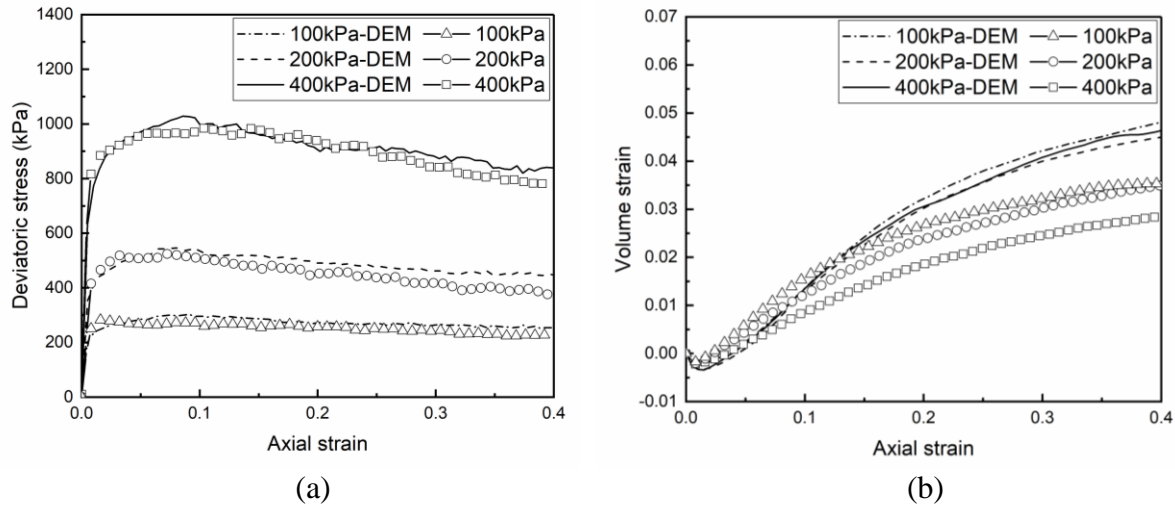 1400
1200
1000
800
600
400
200
0
0.0 0.1 0.2 0.3 0.4
Deviatoric stress (kPa)
Axial strain
100kPa-DEM 100kPa
200kPa-DEM 200kPa
400kPa-DEM 400kPa
(a)
0.07
0.06
0.05
0.04
0.03
0.02
0.01
0.00
-0.01
0.0 0.1 0.2 0.3 0.4
Volume strain
Axial strain
100kPa-DEM 100kPa
200kPa-DEM 200kPa
400kPa-DEM 400kPa
(b)